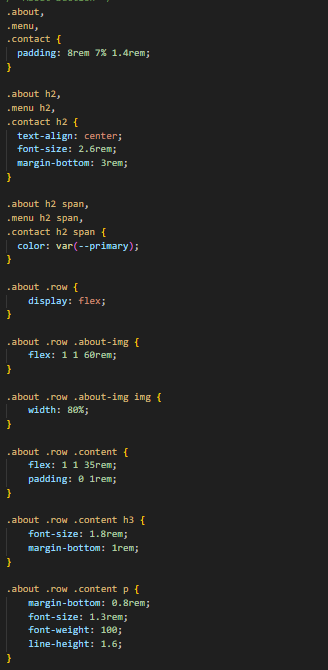 .about,
.menu,
.contact {
  padding: 8rem 7% 1.4rem;
}

.about h2,
.menu h2,
.contact h2 {
  text-align: center;
  font-size: 2.6rem;
  margin-bottom: 3rem;
}

.about h2 span,
.menu h2 span,
.contact h2 span {
  color: var(--primary);
}

.about .row {
    display: flex;
}

.about .row .about-img {
    flex: 1 1 60rem;
}

.about .row .about-img img {
    width: 80%;
}

.about .row .content {
    flex: 1 1 35rem;
    padding: 0 1rem;
}

.about .row .content h3 {
    font-size: 1.8rem;
    margin-bottom: 1rem;
}

.about .row .content p {
    margin-bottom: 0.8rem;
    font-size: 1.3rem;
    font-weight: 100;
    line-height: 1.6;
}